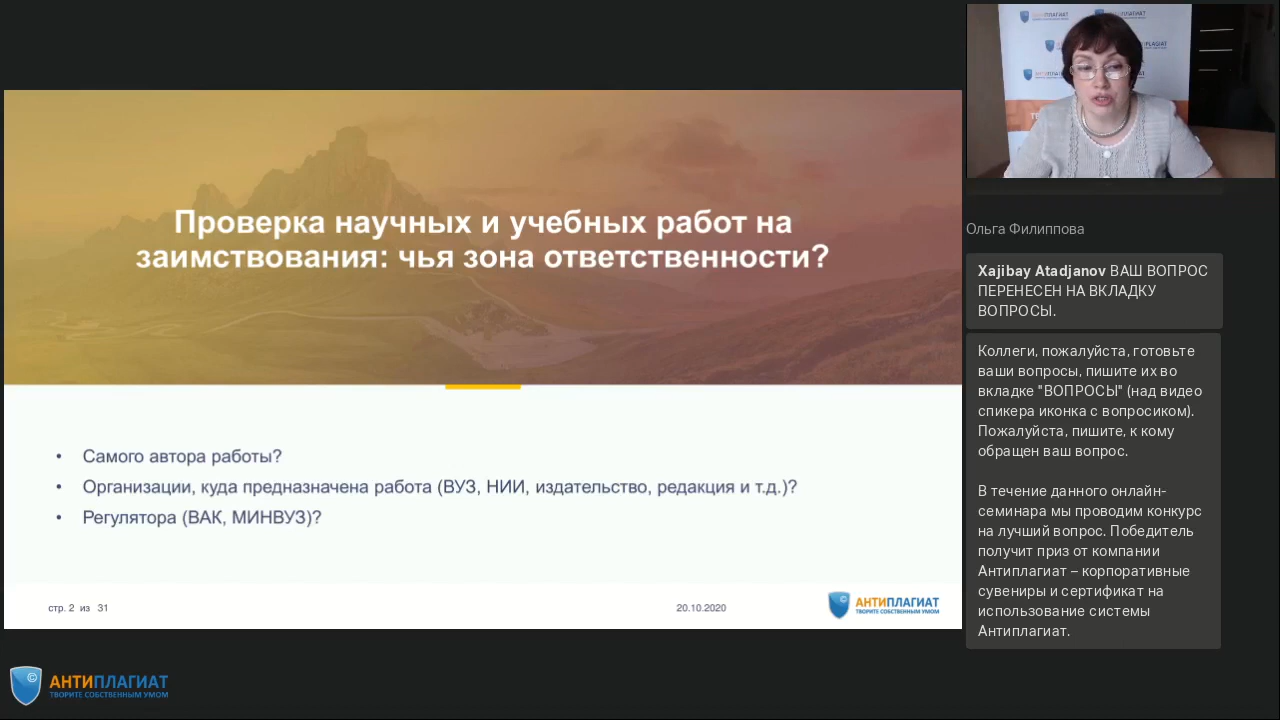 Проверка научных и учебных работ на
заимствования: чья зона ответственности?
• Самого автора работы?
• Организации, куда предназначена работа (ВУЗ, НИИ, издательство, редакция и т.д.)?
• Регулятора (ВАК, МИНВУЗ)?
стр. 2 из 31
20.10.2020
АНТИПЛАГИАТ
ТВОРИТЕ СОБСТВЕННЫМ УМОМ
©
АНТИПЛАГИАТ
ТВОРИТЕ СОБСТВЕННЫМ УМОМ
Ольга Филиппова
Xajibay Atadjanov ВАШ ВОПРОС
ПЕРЕНЕСЕН НА ВКЛАДКУ
ВОПРОСЫ.
Коллеги, пожалуйста, готовьте
ваши вопросы, пишите их во
вкладке "ВОПРОСЫ" (над видео
спикера иконка с вопросиком).
Пожалуйста, пишите, к кому
обращен ваш вопрос.
В течение данного онлайн-
семинара мы проводим конкурс
на лучший вопрос. Победитель
получит приз от компании
Антиплагиат – корпоративные
сувениры и сертификат на
использование системы
Антиплагиат.